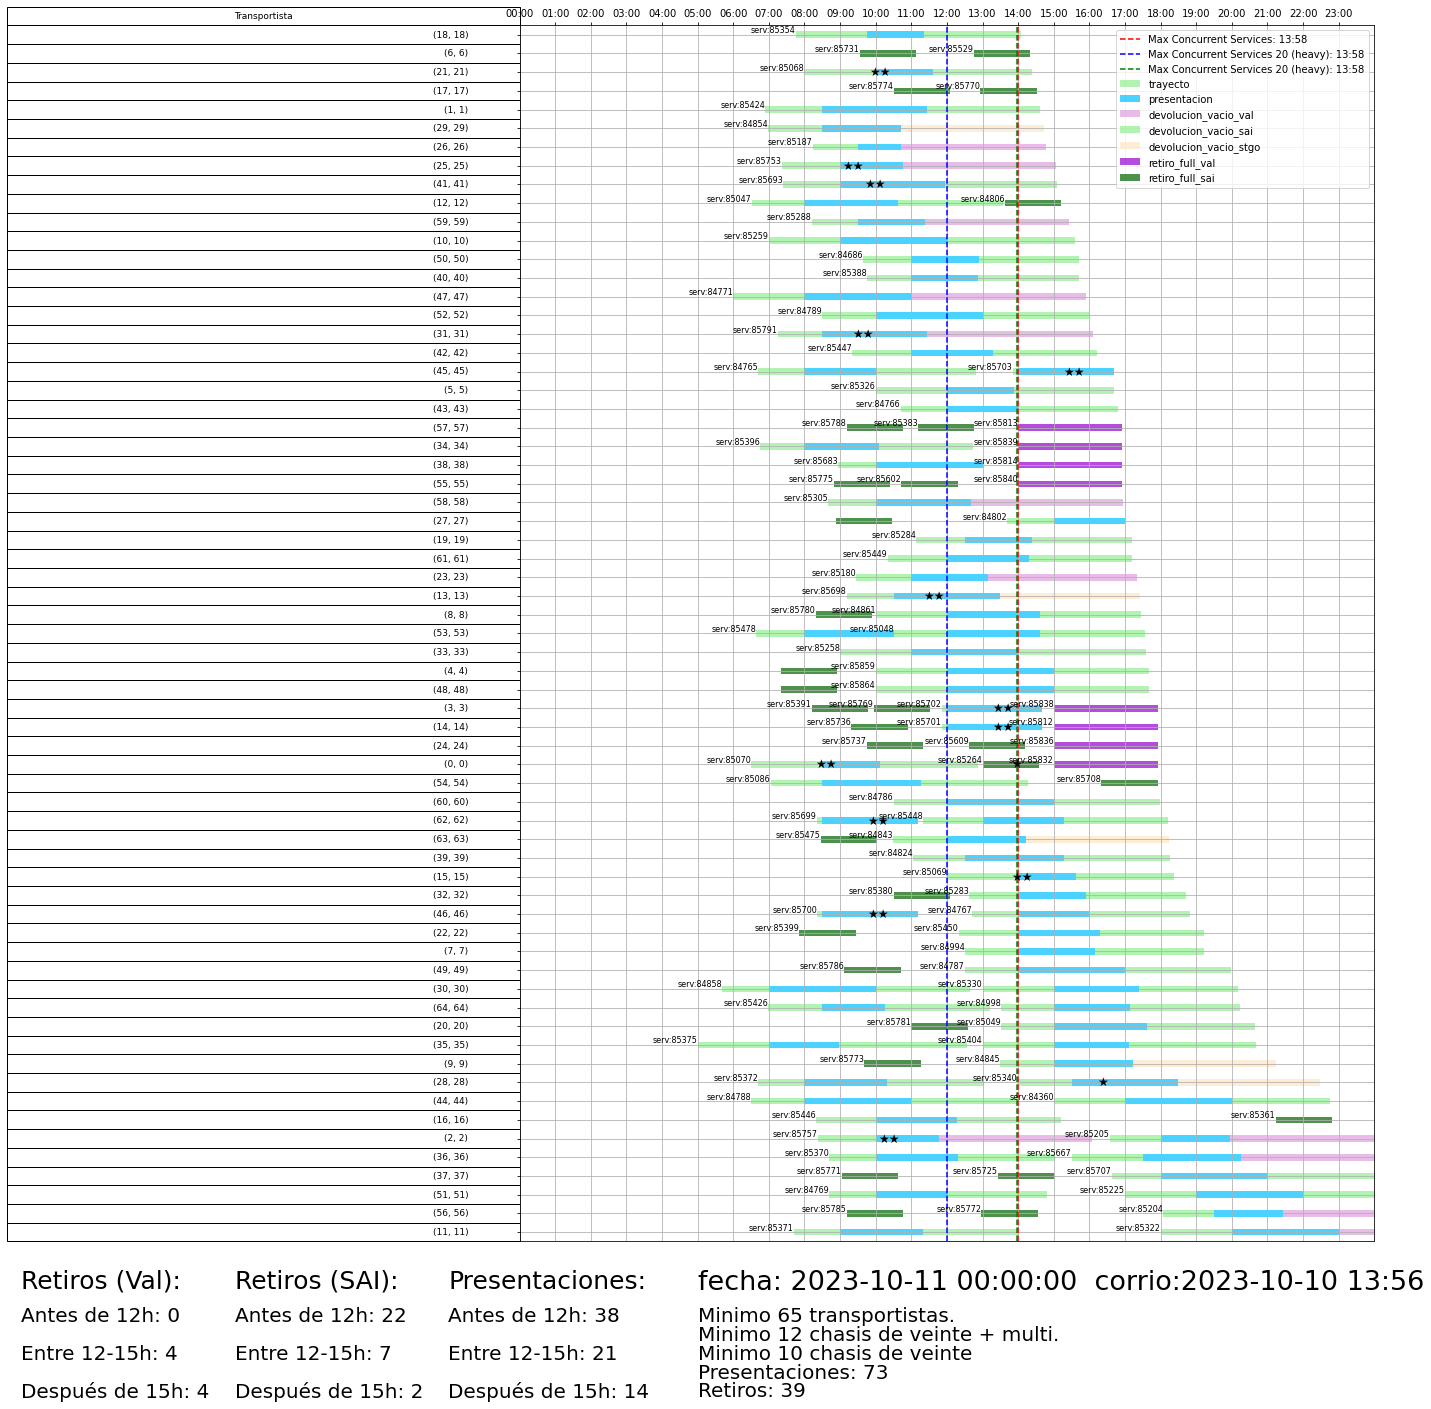 Transportista 00:00 01:00 02:00 03:00 04:00 05:00 06:00 07:00 08:00 09:00 10:00 11:00 12:00 13:00 14:00 15:00 16:00 17:00 18:00 19:00 20:00 21:00 22:00 23:00
(18, 18) serv:85354
(6, 6) serv:85731 serv:85529
(21, 21) serv:85068
(17, 17) serv:85774 serv:85770
(1, 1) serv:85424
(29, 29) serv:84854
(26, 26) serv:85187
(25, 25) serv:85753
(41, 41) serv:85693
(12, 12) serv:85047 serv:84806
(59, 59) serv:85288
(10, 10) serv:85259
(50, 50) serv:84686
(40, 40) serv:85388
(47, 47) serv:84771
(52, 52) serv:84789
(31, 31) serv:85791
(42, 42) serv:85447
(45, 45) serv:84765 serv:85703
(5, 5) serv:85326
(43, 43) serv:84766
(57, 57) serv:85788 serv:85383 serv:85813
(34, 34) serv:85396 serv:85839
(38, 38) serv:85683 serv:85814
(55, 55) serv:85775 serv:85602 serv:85840
(58, 58) serv:85305
(27, 27) serv:84802
(19, 19) serv:85284
(61, 61) serv:85449
(23, 23) serv:85180
(13, 13) serv:85698
(8, 8) serv:85780 serv:84861
(53, 53) serv:85478 serv:85048
(33, 33) serv:85258
(4, 4) serv:85859
(48, 48) serv:85864
(3, 3) serv:85391 serv:85769 serv:85702 serv:85838
(14, 14) serv:85736 serv:85701 serv:85812
(24, 24) serv:85737 serv:85609 serv:85836
(0, 0) serv:85070 serv:85264 serv:85832
(54, 54) serv:85086 serv:85708
(60, 60) serv:84786
(62, 62) serv:85699 serv:85448
(63, 63) serv:85475 serv:84843
(39, 39) serv:84824
(15, 15) serv:85069
(32, 32) serv:85380 serv:85283
(46, 46) serv:85700 serv:84767
(22, 22) serv:85399 serv:85450
(7, 7) serv:84994
(49, 49) serv:85786 serv:84787
(30, 30) serv:84858 serv:85330
(64, 64) serv:85426 serv:84998
(20, 20) serv:85781 serv:85049
(35, 35) serv:85375 serv:85404
(9, 9) serv:85773 serv:84845
(28, 28) serv:85372 serv:85340
(44, 44) serv:84788 serv:84360
(16, 16) serv:85446 serv:85361
(2, 2) serv:85757 serv:85205
(36, 36) serv:85370 serv:85667
(37, 37) serv:85771 serv:85725 serv:85707
(51, 51) serv:84769 serv:85225
(56, 56) serv:85785 serv:85772 serv:85204
(11, 11) serv:85371 serv:85322
Max Concurrent Services: 13:58
Max Concurrent Services 20 (heavy): 13:58
Max Concurrent Services 20 (heavy): 13:58
trayecto
presentacion
devolucion_vacio_val
devolucion_vacio_sai
devolucion_vacio_stgo
retiro_full_val
retiro_full_sai
Retiros (Val):
Antes de 12h: 0
Entre 12-15h: 4
Después de 15h: 4
Retiros (SAI):
Antes de 12h: 22
Entre 12-15h: 7
Después de 15h: 2
Presentaciones:
Antes de 12h: 38
Entre 12-15h: 21
Después de 15h: 14
fecha: 2023-10-11 00:00:00 corrio:2023-10-10 13:56
Minimo 65 transportistas.
Minimo 12 chasis de veinte + multi.
Minimo 10 chasis de veinte
Presentaciones: 73
Retiros: 39